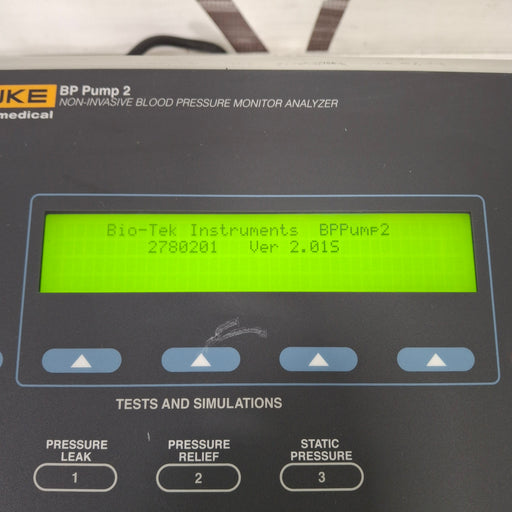 UKE
medical
BP Pump 2
NON-INVASIVE BLOOD PRESSURE MONITOR ANALYZER
Bio-Tek Instruments BPPump2
2780201 Ver 2.01S
TESTS AND SIMULATIONS
PRESSURE LEAK
1
PRESSURE RELIEF
2
STATIC PRESSURE
3